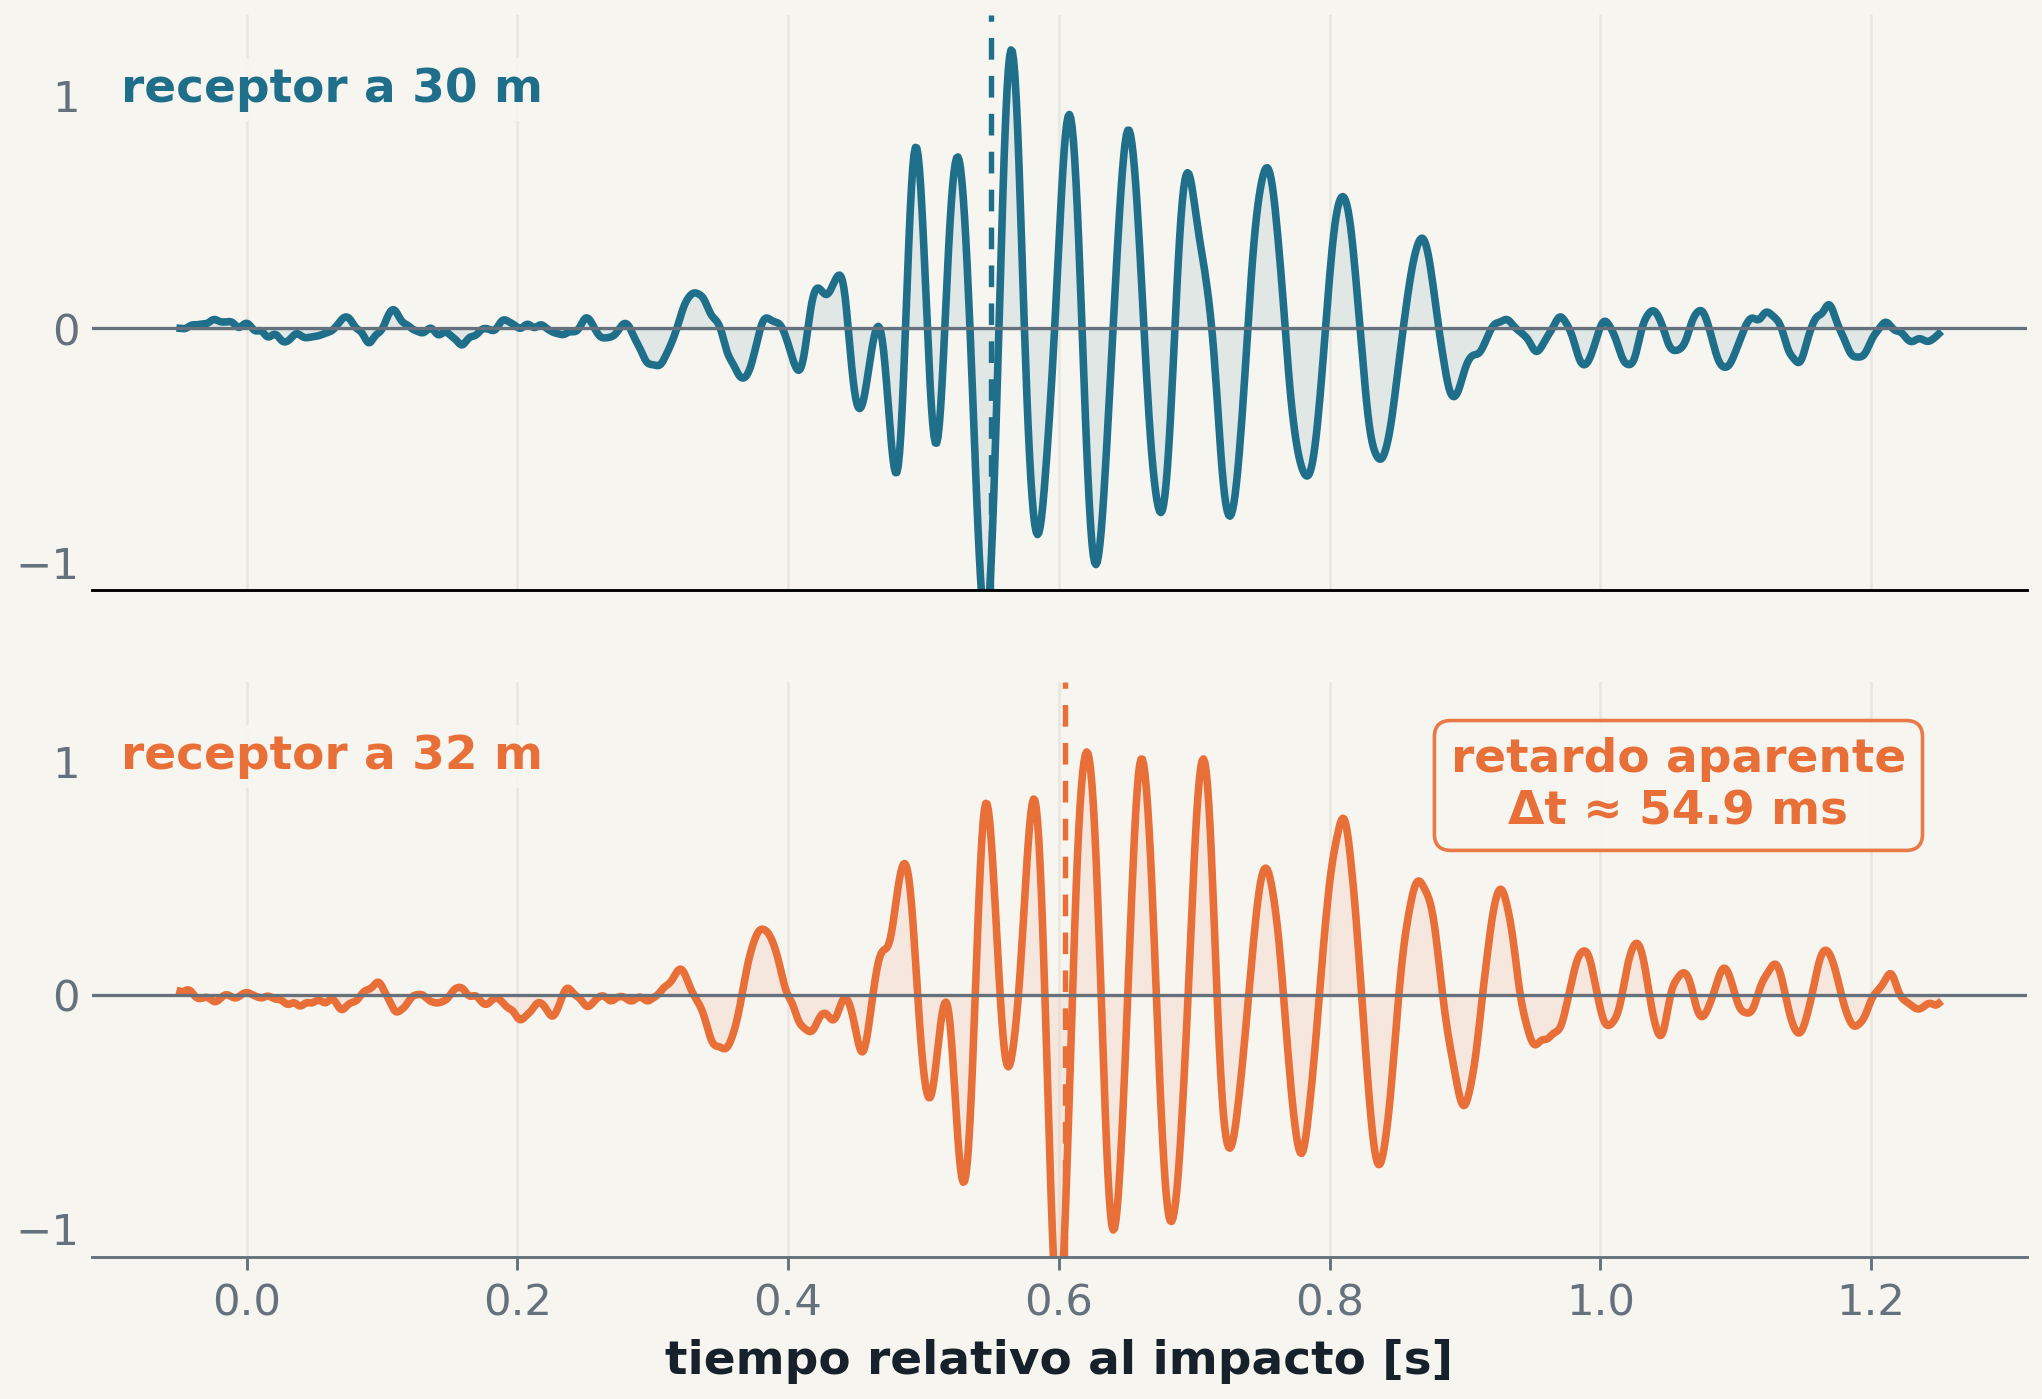 receptor a 30 m
1
0
−1
receptor a 32 m
retardo aparente
Δt ≈ 54.9 ms
1
0
−1
0.0 0.2 0.4 0.6 0.8 1.0 1.2
tiempo relativo al impacto [s]